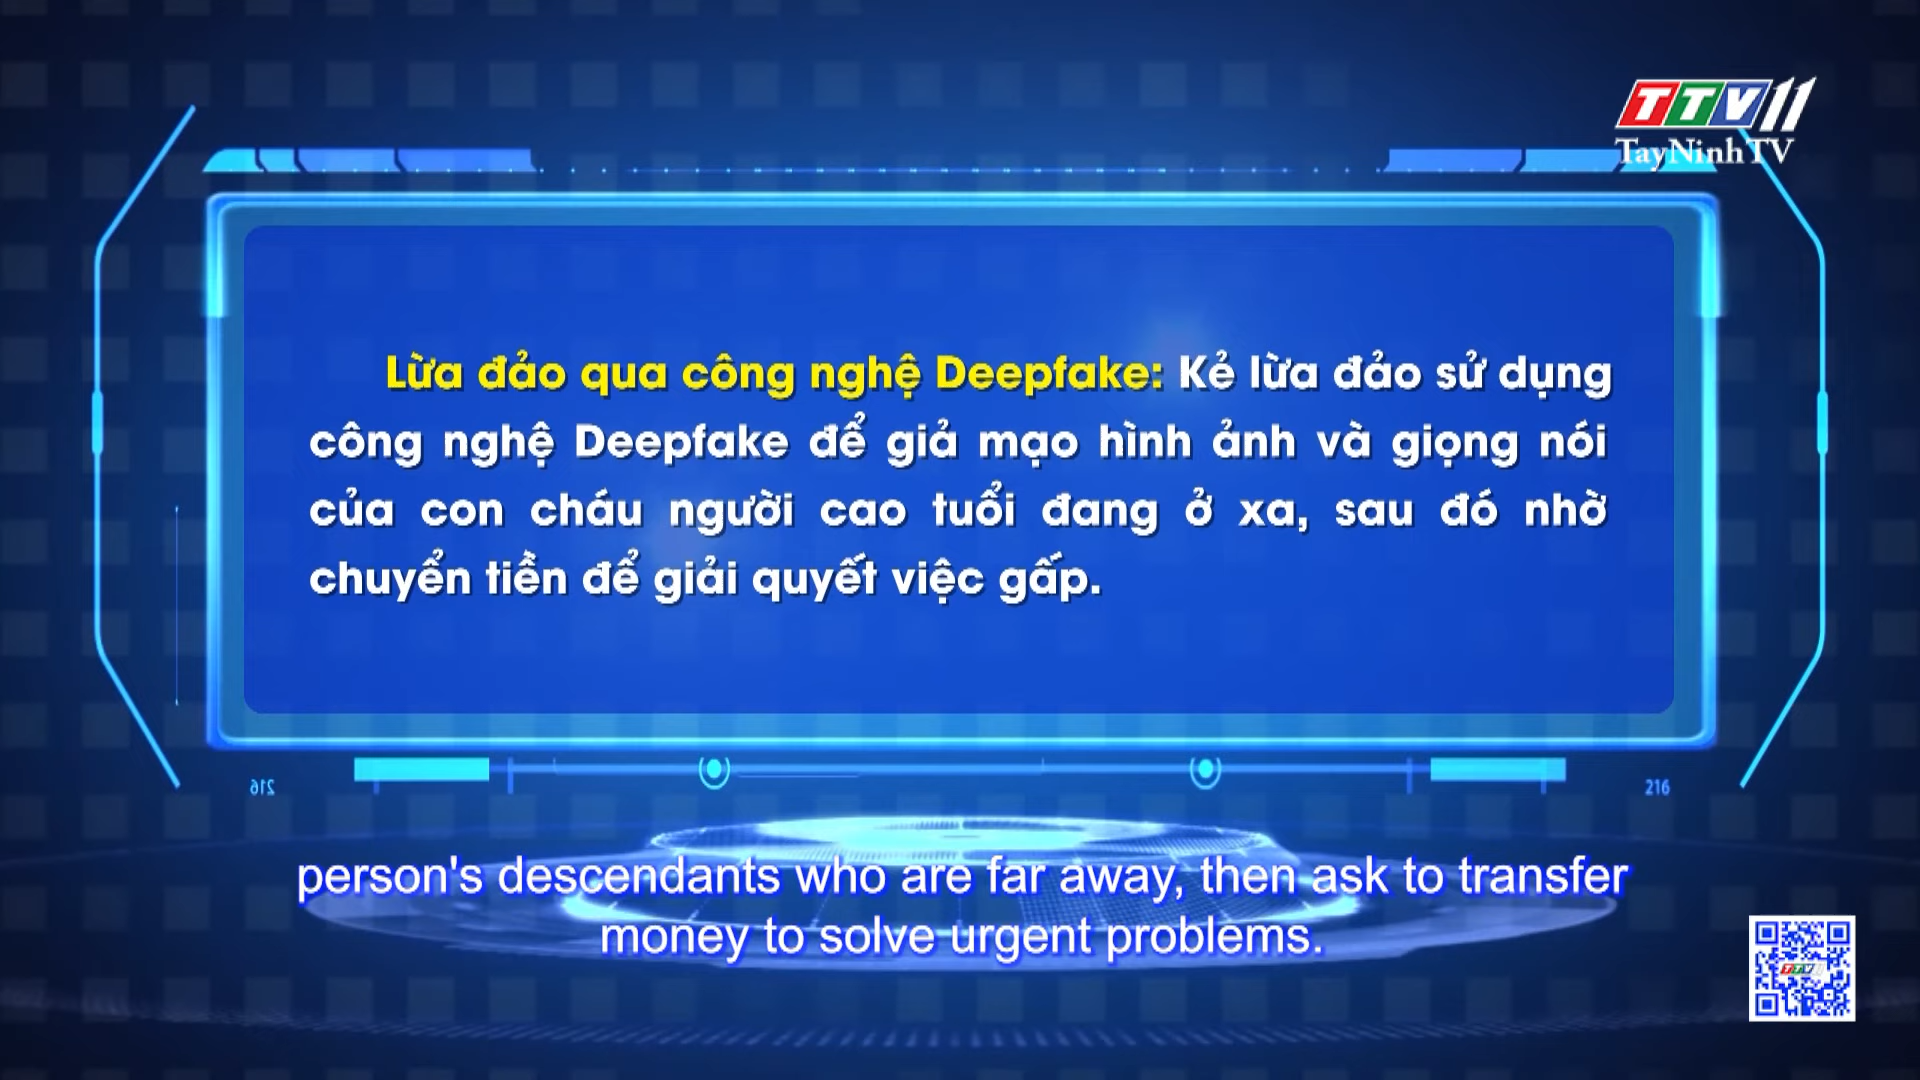 TTV11
TayNinhTV
Lừa đảo qua công nghệ Deepfake: Kẻ lừa đảo sử dụng
công nghệ Deepfake để giả mạo hình ảnh và giọng nói
của con cháu người cao tuổi đang ở xa, sau đó nhờ
chuyển tiền để giải quyết việc gấp.
216
216
person's descendants who are far away, then ask to transfer
money to solve urgent problems.
TTV11